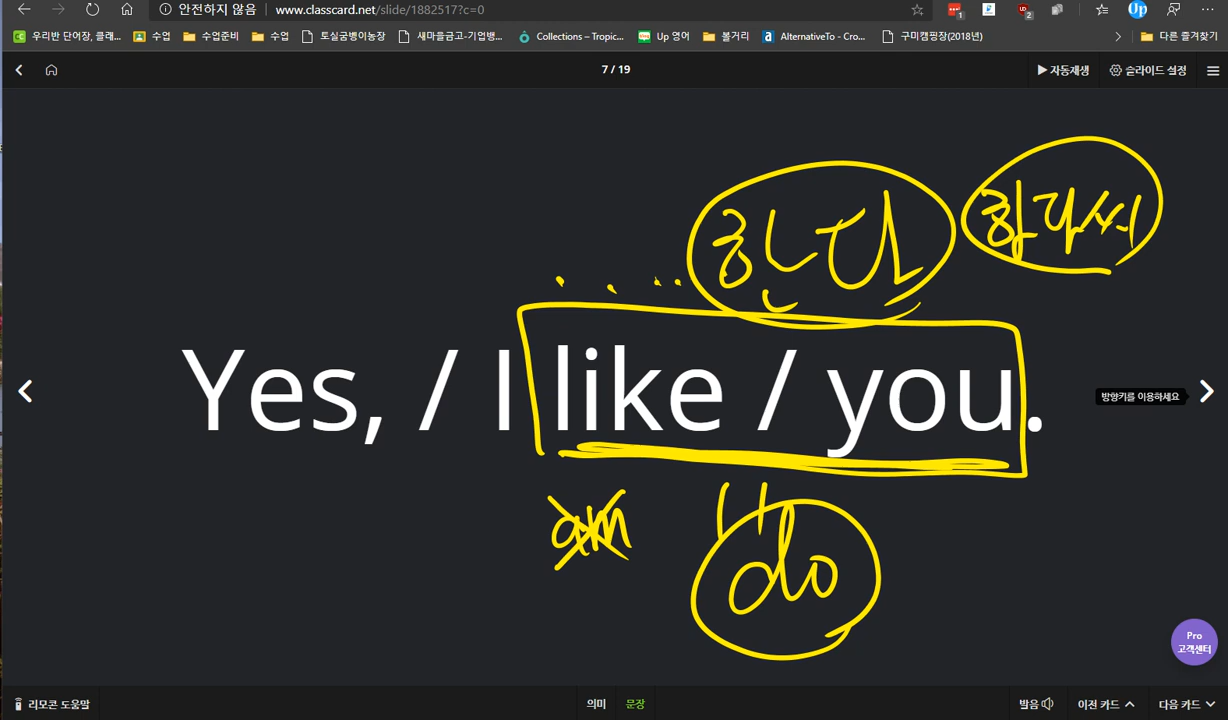 안전하지 않음 | www.classcard.net/slide/1882517?c=0
우리반 단어장, 클래... 수업 수업준비 수업 토실굼벵이농장 새마을금고-기업뱅... Collections – Tropic... Up 영어 볼거리 AlternativeTo - Cro... 구미캠핑장(2018년) 다른 즐겨찾기
7 / 19 자동재생 슬라이드 설정
한다
Yes, / I like / you.
방향키를 이용하세요
am do
Pro
고객센터
리모콘 도움말 의미 문장 발음 이전 카드 다음 카드